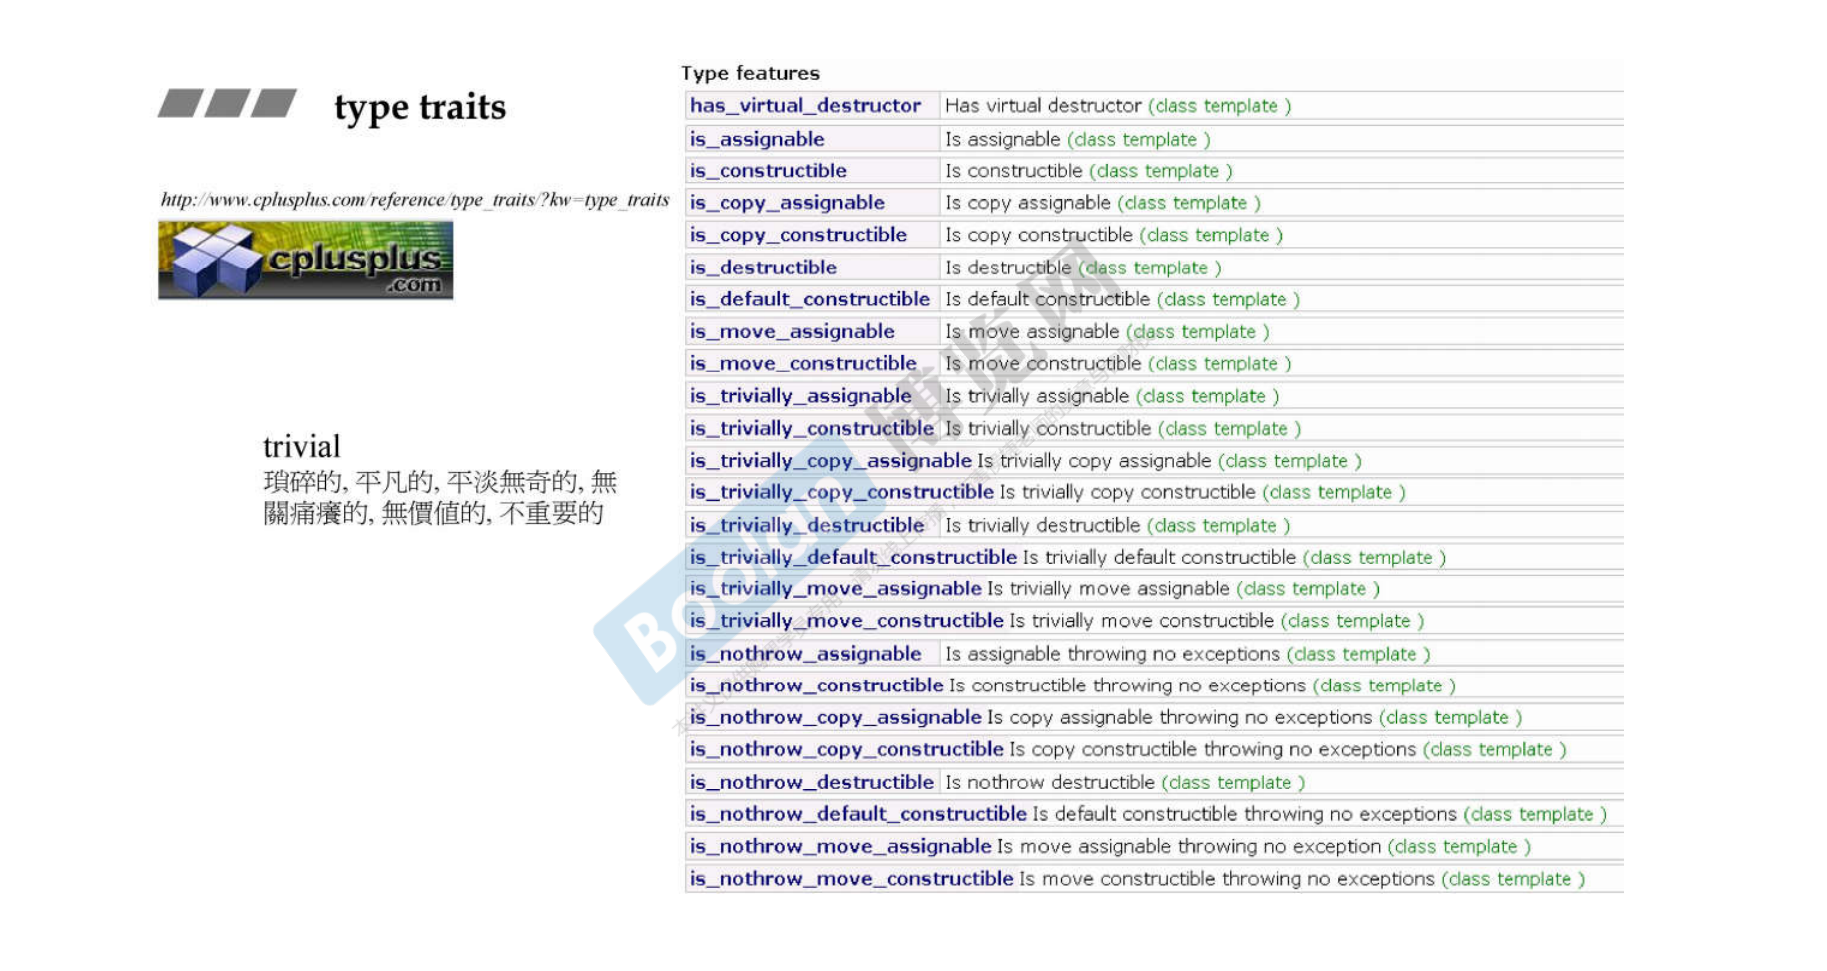 type traits
http://www.cplusplus.com/reference/type_traits/?kw=type_traits
cplusplus
.com
trivial
瑣碎的, 平凡的, 平淡無奇的, 無
關痛癢的, 無價值的, 不重要的
Type features
has_virtual_destructor Has virtual destructor (class template )
is_assignable Is assignable (class template )
is_constructible Is constructible (class template )
is_copy_assignable Is copy assignable (class template )
is_copy_constructible Is copy constructible (class template )
is_destructible Is destructible (class template )
is_default_constructible Is default constructible (class template )
is_move_assignable Is move assignable (class template )
is_move_constructible Is move constructible (class template )
is_trivially_assignable Is trivially assignable (class template )
is_trivially_constructible Is trivially constructible (class template )
is_trivially_copy_assignable Is trivially copy assignable (class template )
is_trivially_copy_constructible Is trivially copy constructible (class template )
is_trivially_destructible Is trivially destructible (class template )
is_trivially_default_constructible Is trivially default constructible (class template )
is_trivially_move_assignable Is trivially move assignable (class template )
is_trivially_move_constructible Is trivially move constructible (class template )
is_nothrow_assignable Is assignable throwing no exceptions (class template )
is_nothrow_constructible Is constructible throwing no exceptions (class template )
is_nothrow_copy_assignable Is copy assignable throwing no exceptions (class template )
is_nothrow_copy_constructible Is copy constructible throwing no exceptions (class template )
is_nothrow_destructible Is nothrow destructible (class template )
is_nothrow_default_constructible Is default constructible throwing no exceptions (class template )
is_nothrow_move_assignable Is move assignable throwing no exception (class template )
is_nothrow_move_constructible Is move constructible throwing no exceptions (class template )
Boolan 博览网